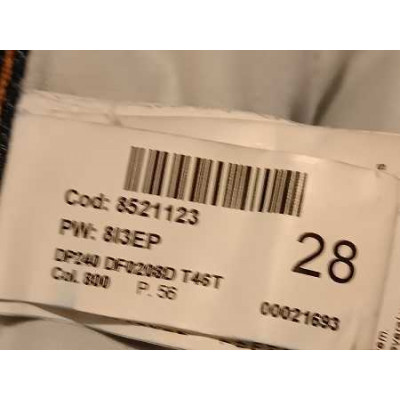 Cod: 8521123
PW: 8I3EP
28
DP240 DF0208D T46T
Col. 800 P. 56
00021693